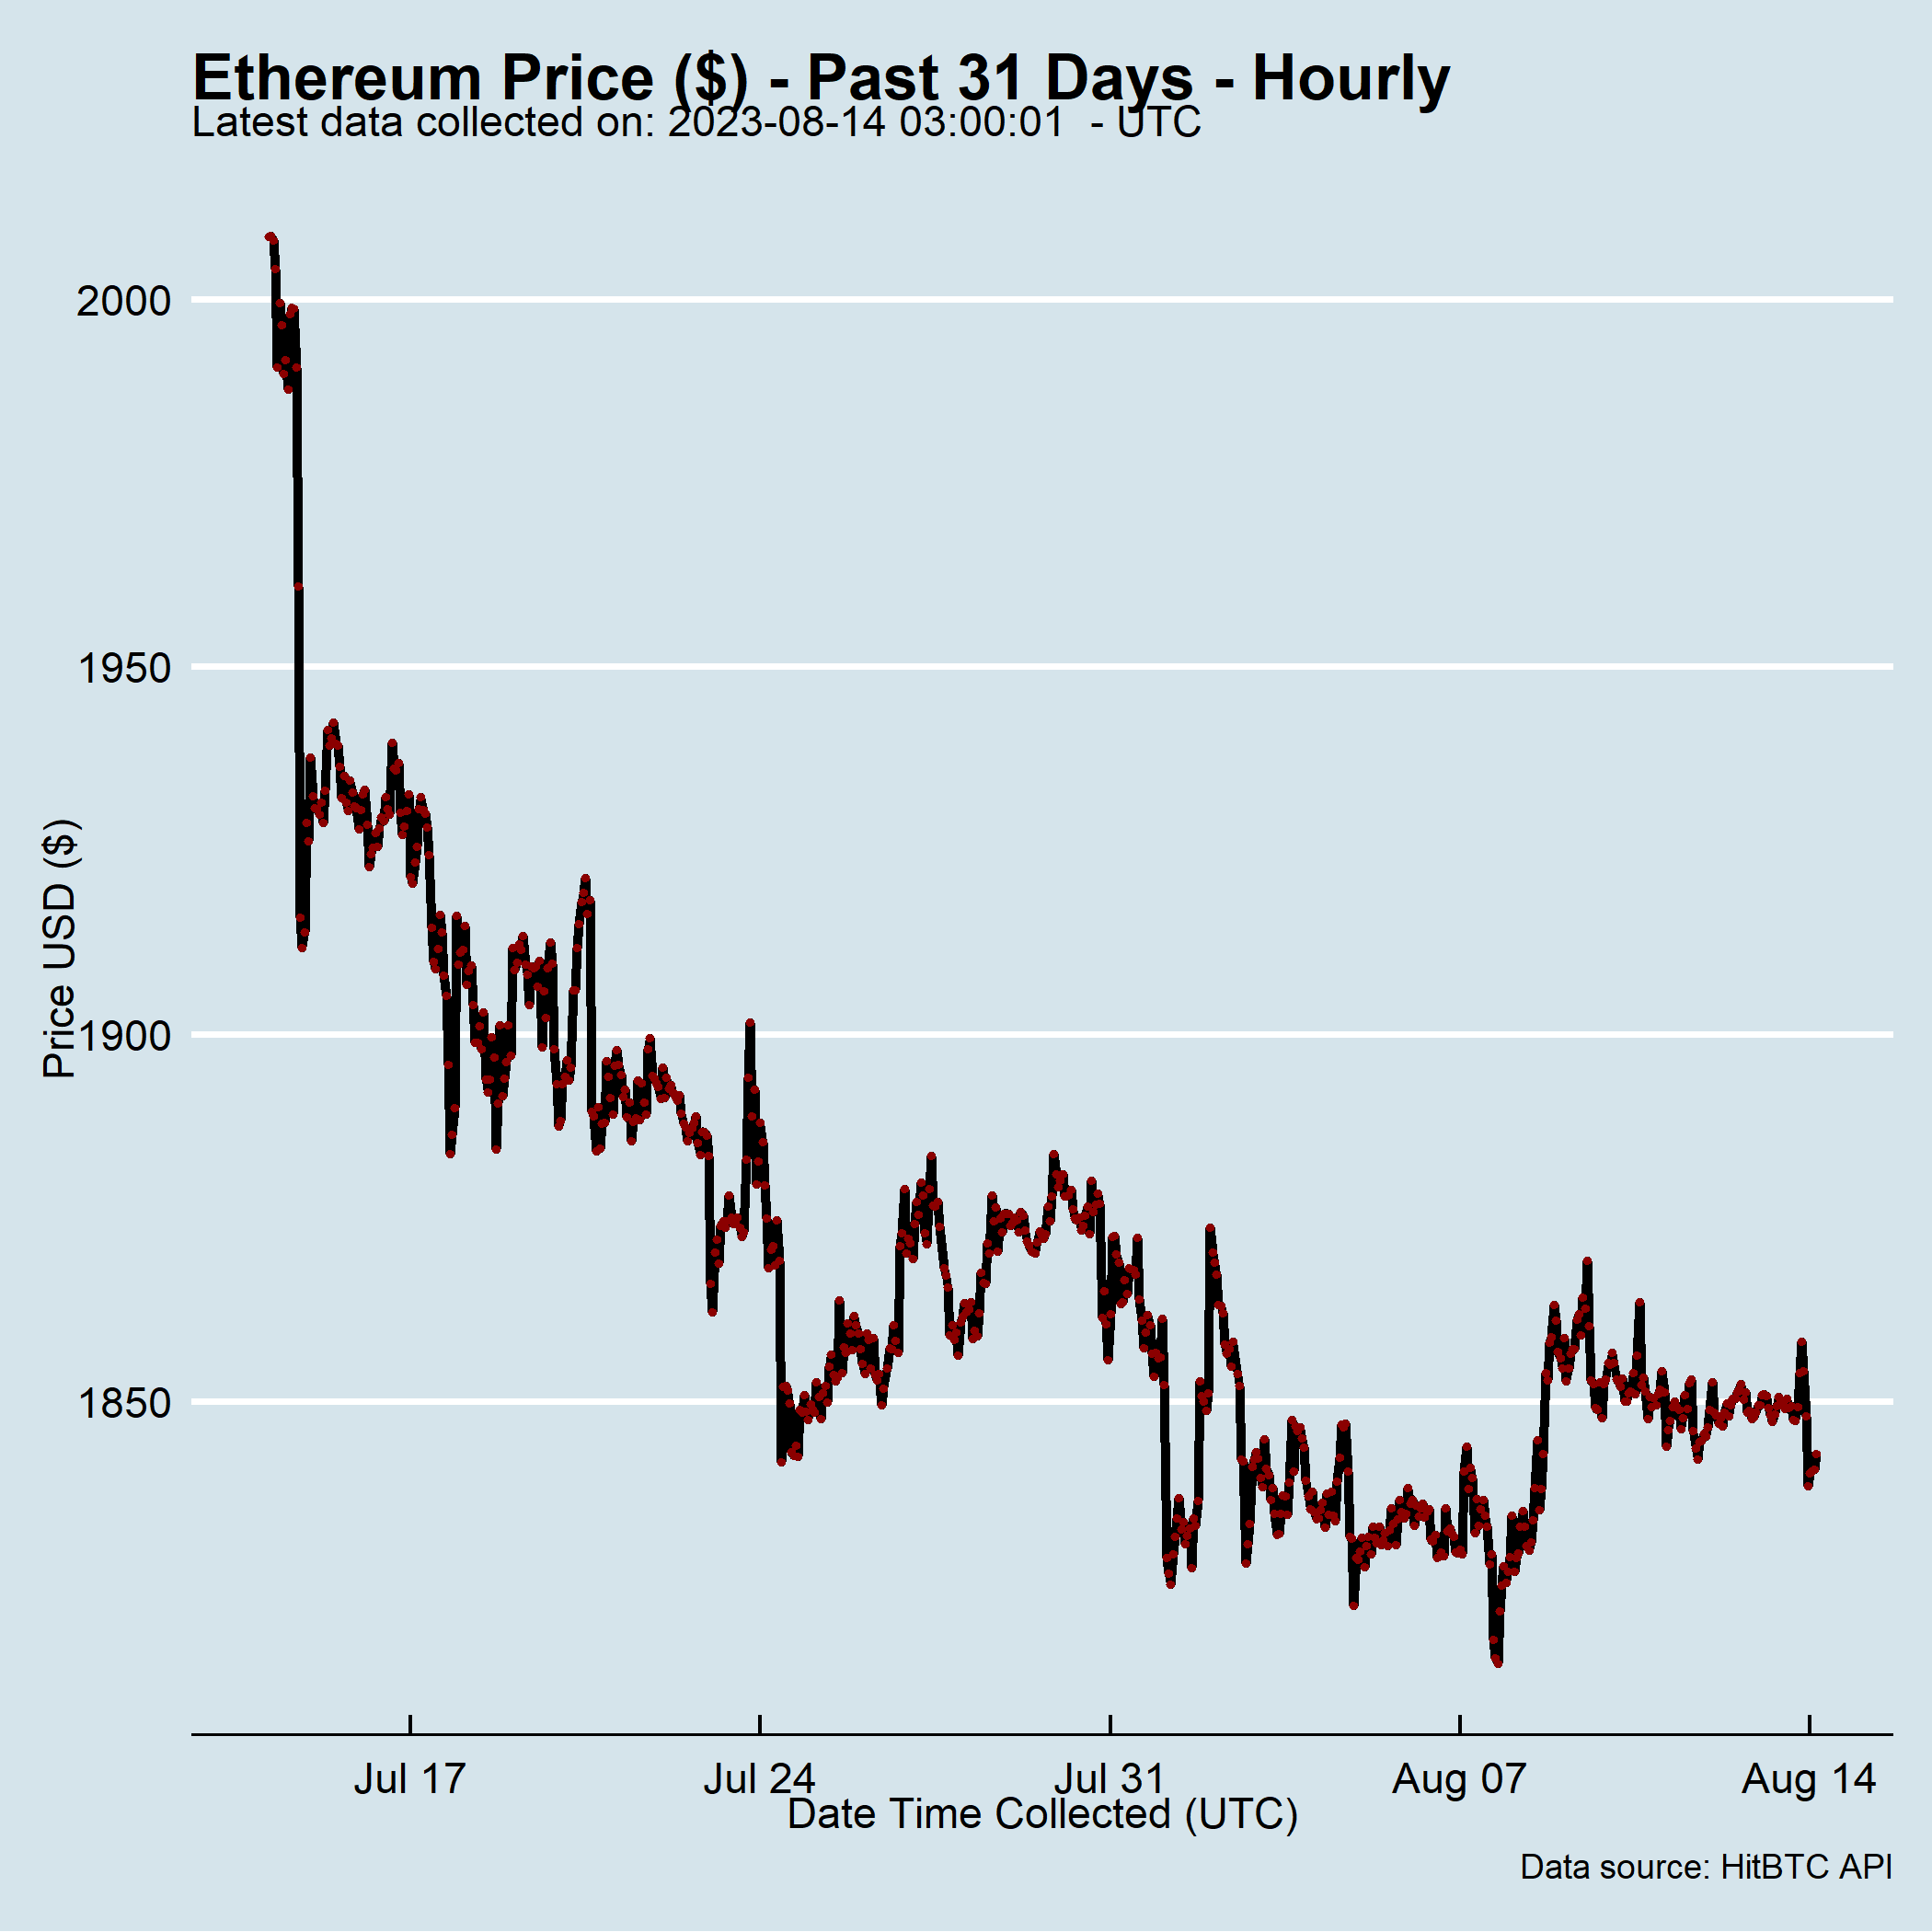 Ethereum Price ($) - Past 31 Days - Hourly
Latest data collected on: 2023-08-14 03:00:01  - UTC
Price USD ($)
2000
1950
1900
1850
Jul 17 Jul 24 Jul 31 Aug 07 Aug 14
Date Time Collected (UTC)
Data source: HitBTC API